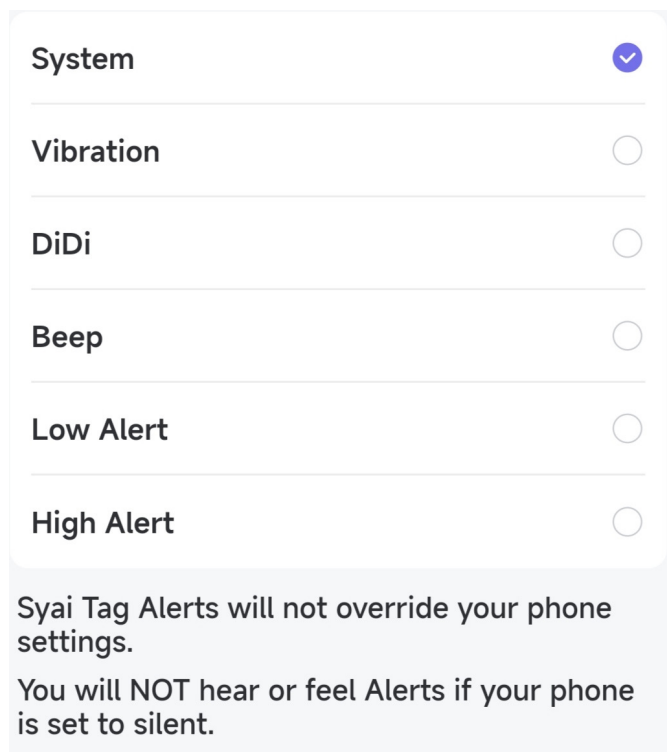 System
Vibration
DiDi
Beep
Low Alert
High Alert
Syai Tag Alerts will not override your phone
settings.
You will NOT hear or feel Alerts if your phone
is set to silent.